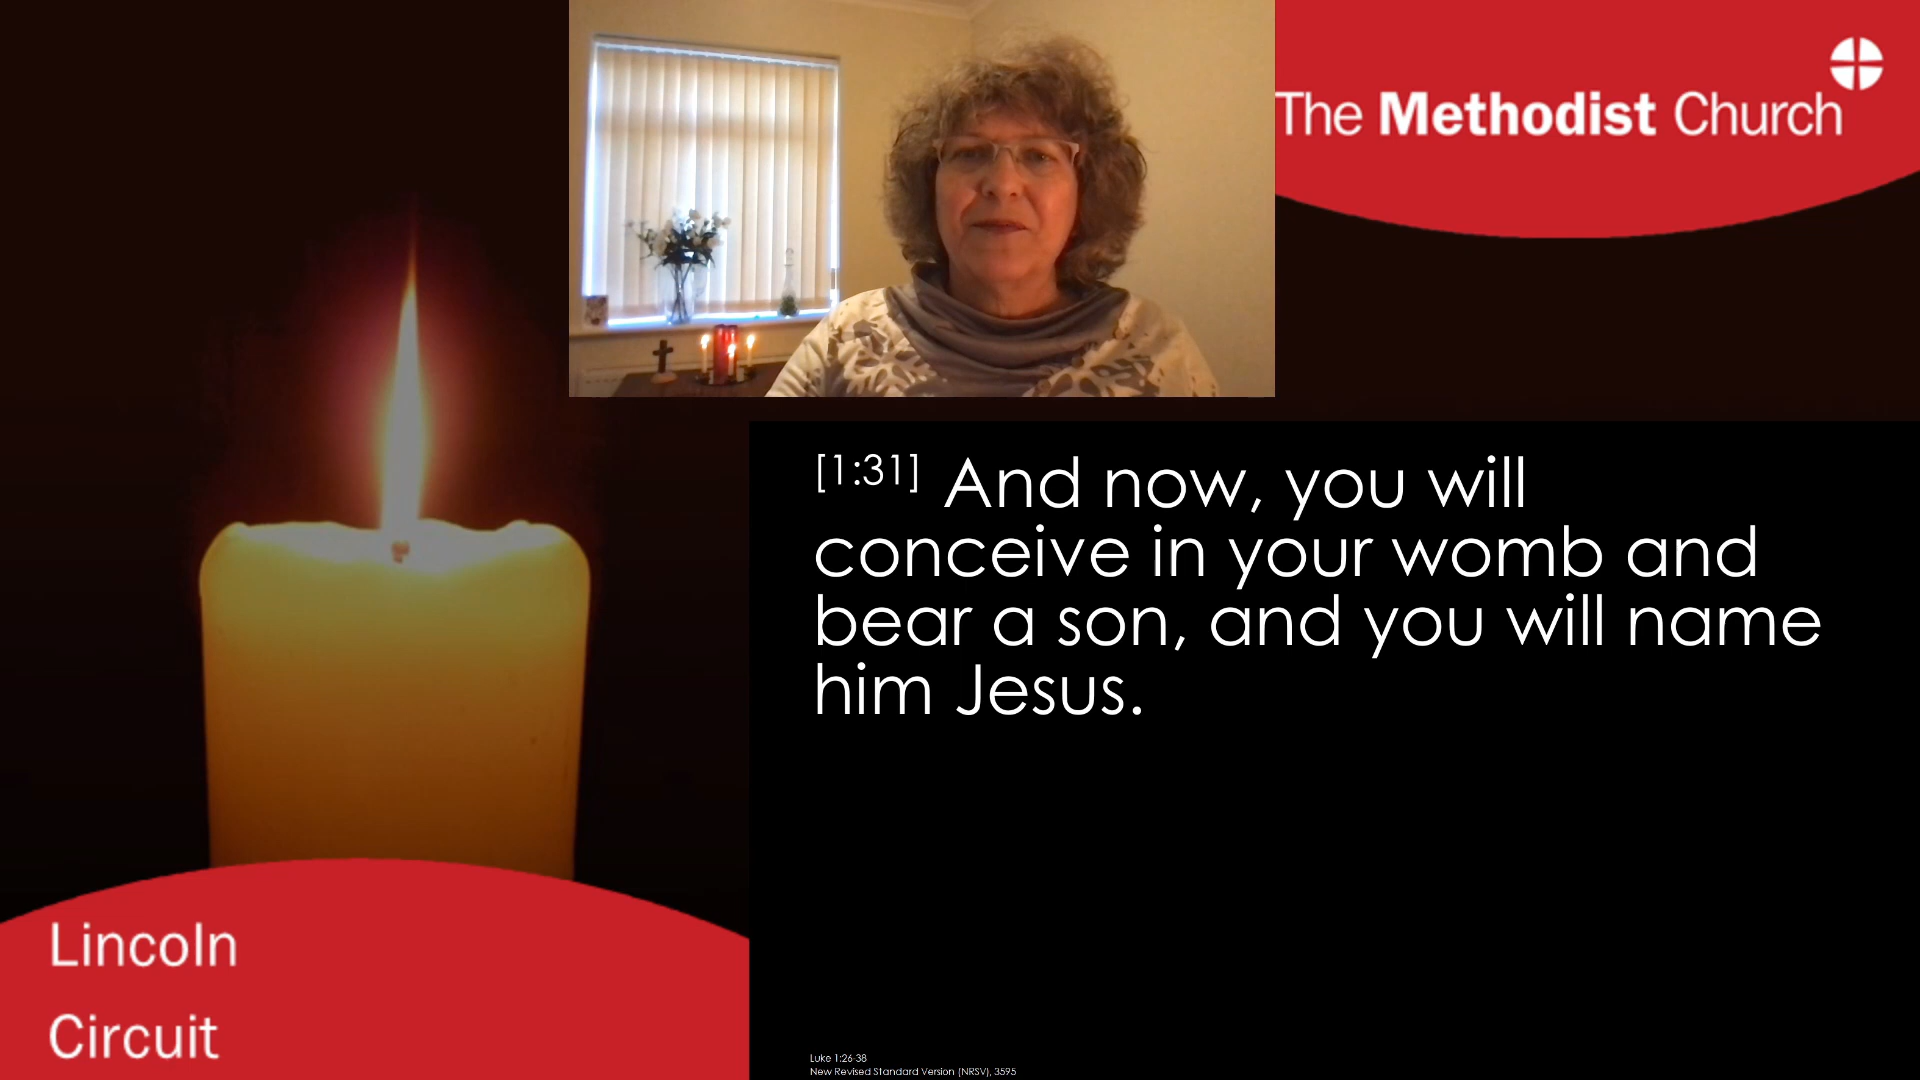 The Methodist Church
[1:31] And now, you will
conceive in your womb and
bear a son, and you will name
him Jesus.
Lincoln
Circuit
Luke 1:26-38
New Revised Standard Version (NRSV), 3595